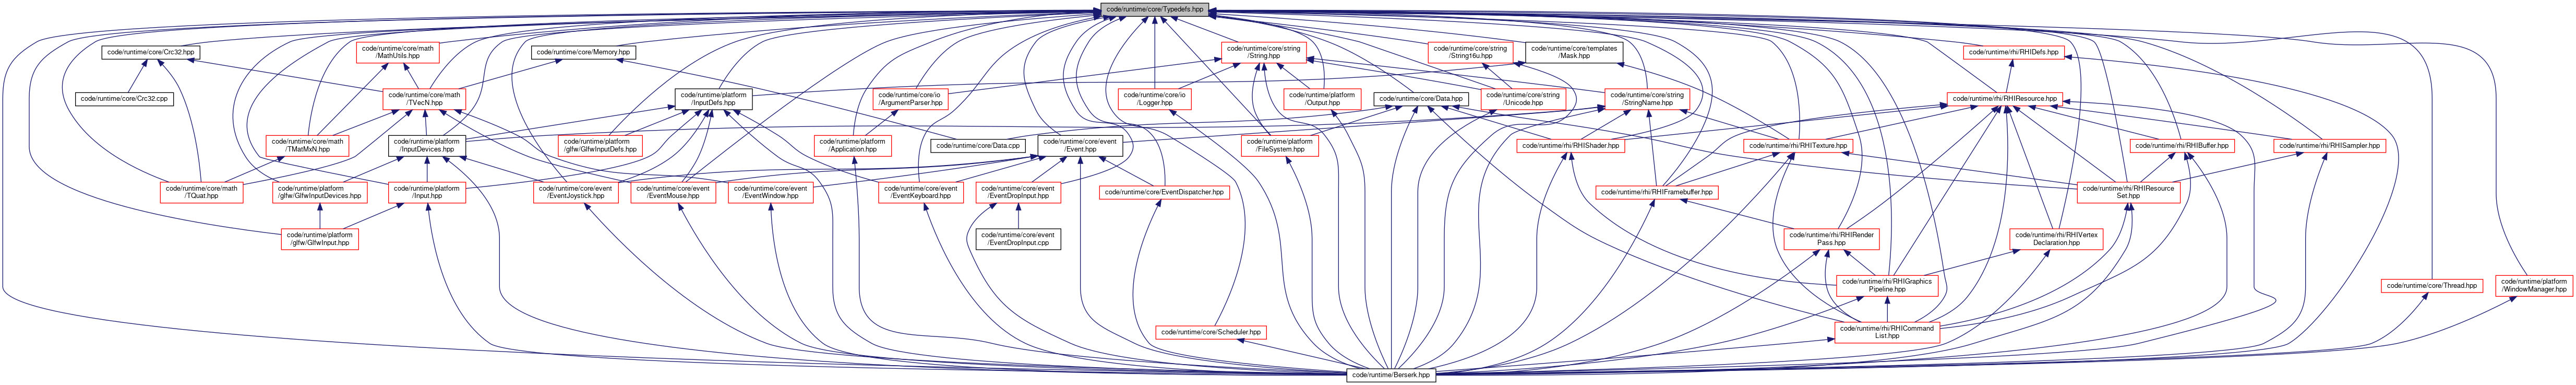 code/runtime/core/Typedefs.hpp
code/runtime/core/Crc32.hpp
code/runtime/core/math
/MathUtils.hpp
code/runtime/core/Memory.hpp
code/runtime/core/string
/String.hpp
code/runtime/core/string
/String16u.hpp
code/runtime/core/templates
/Mask.hpp
code/runtime/rhi/RHIDefs.hpp
code/runtime/core/Crc32.cpp
code/runtime/core/math
/TVecN.hpp
code/runtime/platform
/InputDefs.hpp
code/runtime/core/io
/ArgumentParser.hpp
code/runtime/core/io
/Logger.hpp
code/runtime/platform
/Output.hpp
code/runtime/core/Data.hpp
code/runtime/core/string
/Unicode.hpp
code/runtime/core/string
/StringName.hpp
code/runtime/rhi/RHIResource.hpp
code/runtime/core/math
/TMatMxN.hpp
code/runtime/platform
/InputDevices.hpp
code/runtime/platform
/glfw/GlfwInputDefs.hpp
code/runtime/platform
/Application.hpp
code/runtime/core/Data.cpp
code/runtime/core/event
/Event.hpp
code/runtime/platform
/FileSystem.hpp
code/runtime/rhi/RHIShader.hpp
code/runtime/rhi/RHITexture.hpp
code/runtime/rhi/RHIBuffer.hpp
code/runtime/rhi/RHISampler.hpp
code/runtime/core/math
/TQuat.hpp
code/runtime/platform
/glfw/GlfwInputDevices.hpp
code/runtime/platform
/Input.hpp
code/runtime/core/event
/EventJoystick.hpp
code/runtime/core/event
/EventMouse.hpp
code/runtime/core/event
/EventWindow.hpp
code/runtime/core/event
/EventKeyboard.hpp
code/runtime/core/event
/EventDropInput.hpp
code/runtime/core/EventDispatcher.hpp
code/runtime/rhi/RHIFramebuffer.hpp
code/runtime/rhi/RHIResource
Set.hpp
code/runtime/platform
/glfw/GlfwInput.hpp
code/runtime/core/event
/EventDropInput.cpp
code/runtime/rhi/RHIRender
Pass.hpp
code/runtime/rhi/RHIVertex
Declaration.hpp
code/runtime/rhi/RHIGraphics
Pipeline.hpp
code/runtime/core/Thread.hpp
code/runtime/platform
/WindowManager.hpp
code/runtime/core/Scheduler.hpp
code/runtime/rhi/RHICommand
List.hpp
code/runtime/Berserk.hpp